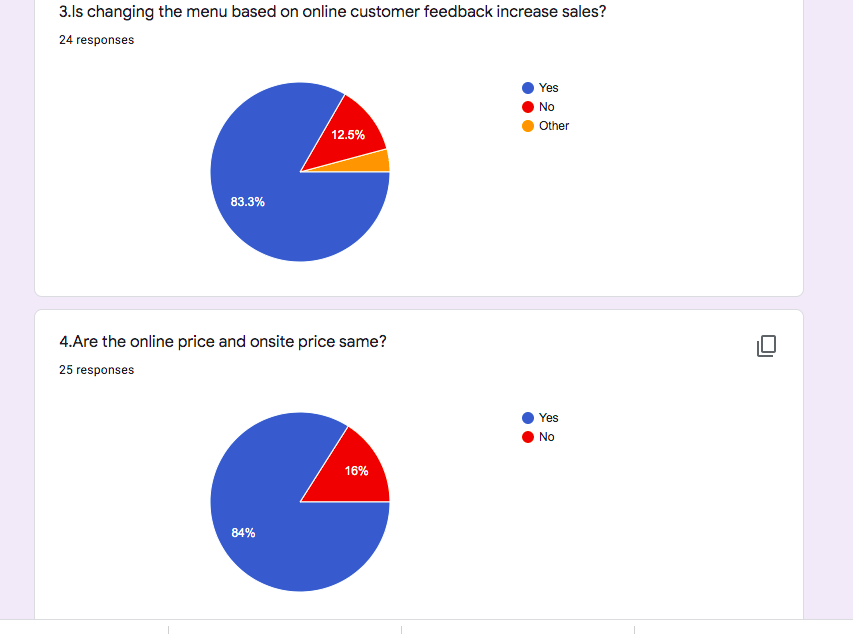 3.Is changing the menu based on online customer feedback increase sales?
24 responses
Yes
No
Other
12.5%
83.3%
4.Are the online price and onsite price same?
25 responses
Yes
No
16%
84%